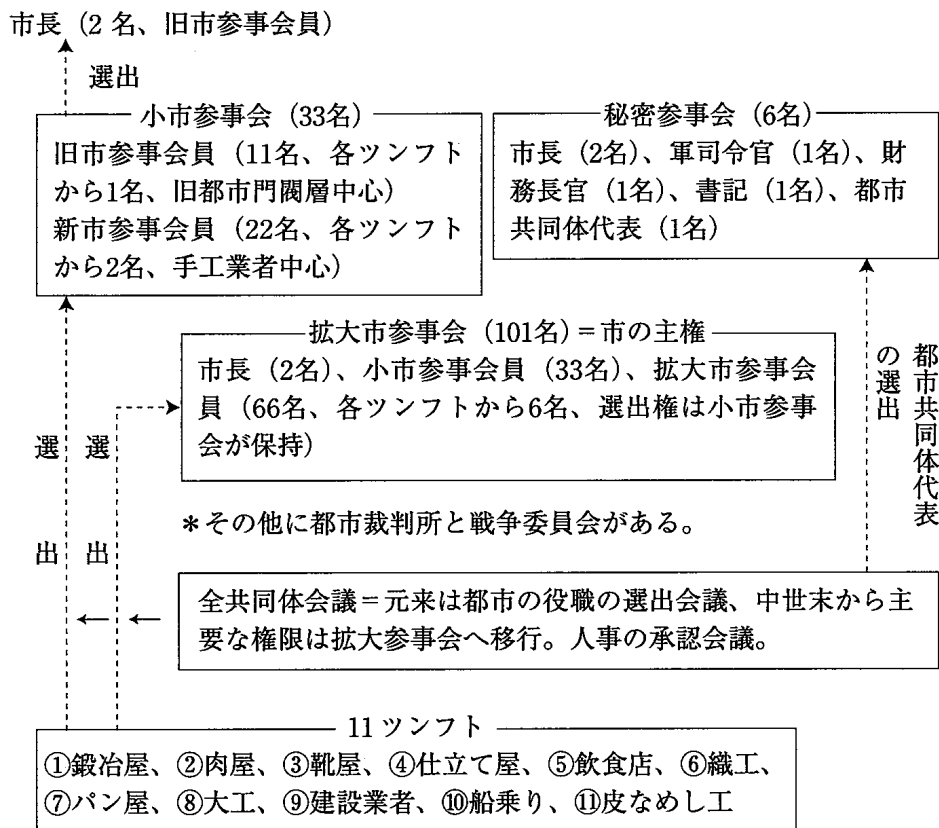 市長(2名、旧市参事会員)
選出
小市参事会(33名)
旧市参事会員(11名、各ツンフト
から1名、旧都市門閥層中心)
新市参事会員(22名、各ツンフト
から2名、手工業者中心)
秘密参事会(6名)
市長(2名)、軍司令官(1名)、財
務長官(1名)、書記(1名)、都市
共同体代表(1名)
拡大市参事会(101名)=市の主権
市長(2名)、小市参事会員(33名)、拡大市参事会
員(66名、各ツンフトから6名、選出権は小市参事
会が保持)
都市共同体代表
の選出
選出
選出
*その他に都市裁判所と戦争委員会がある。
全共同体会議=元来は都市の役職の選出会議、中世末から主
要な権限は拡大参事会へ移行。人事の承認会議。
11ツンフト
①鍛冶屋、②肉屋、③靴屋、④仕立て屋、⑤飲食店、⑥織工、
⑦パン屋、⑧大工、⑨建設業者、⑩船乗り、⑪皮なめし工